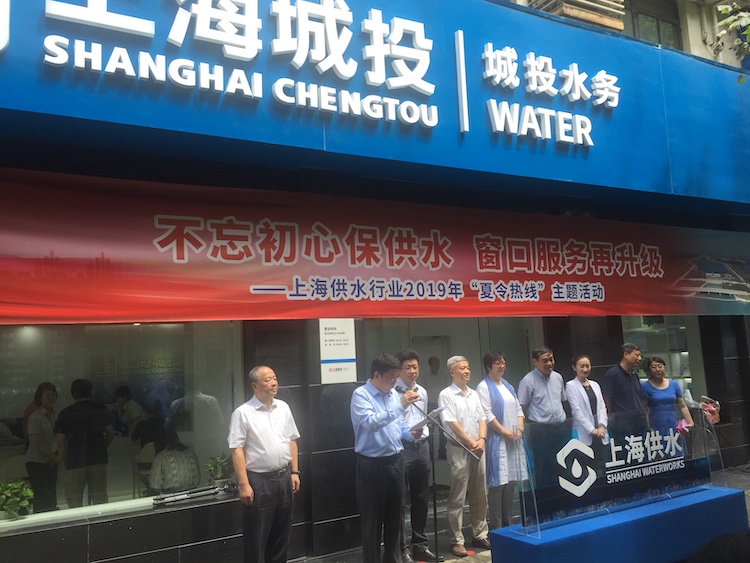 上海城投
SHANGHAI CHENGTOU
城投水务
WATER
不忘初心保供水 窗口服务再升级
——上海供水行业2019年“夏令热线”主题活动
上海供水
SHANGHAI WATERWORKS